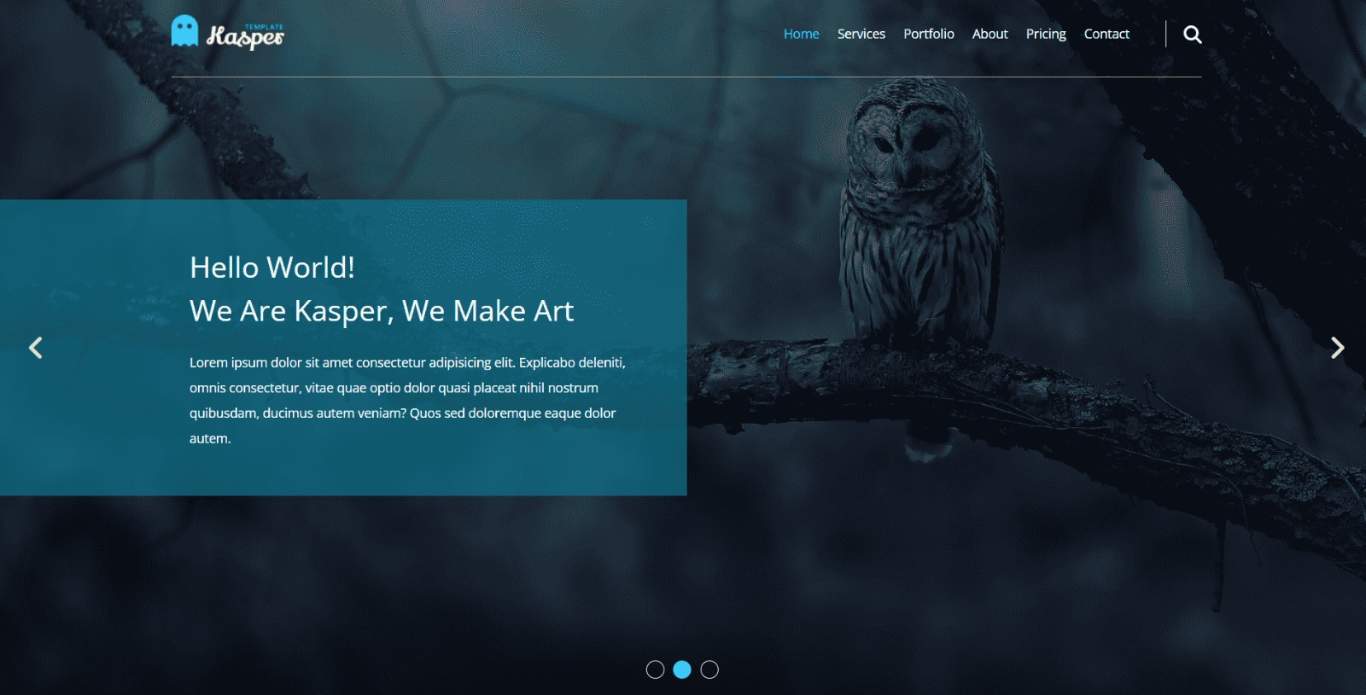 TEMPLATE
Kasper
Home Services Portfolio About Pricing Contact
Hello World!
We Are Kasper, We Make Art
Lorem ipsum dolor sit amet consectetur adipisicing elit. Explicabo deleniti,
omnis consectetur, vitae quae optio dolor quasi placeat nihil nostrum
quibusdam, ducimus autem veniam? Quos sed doloremque eaque dolor
autem.